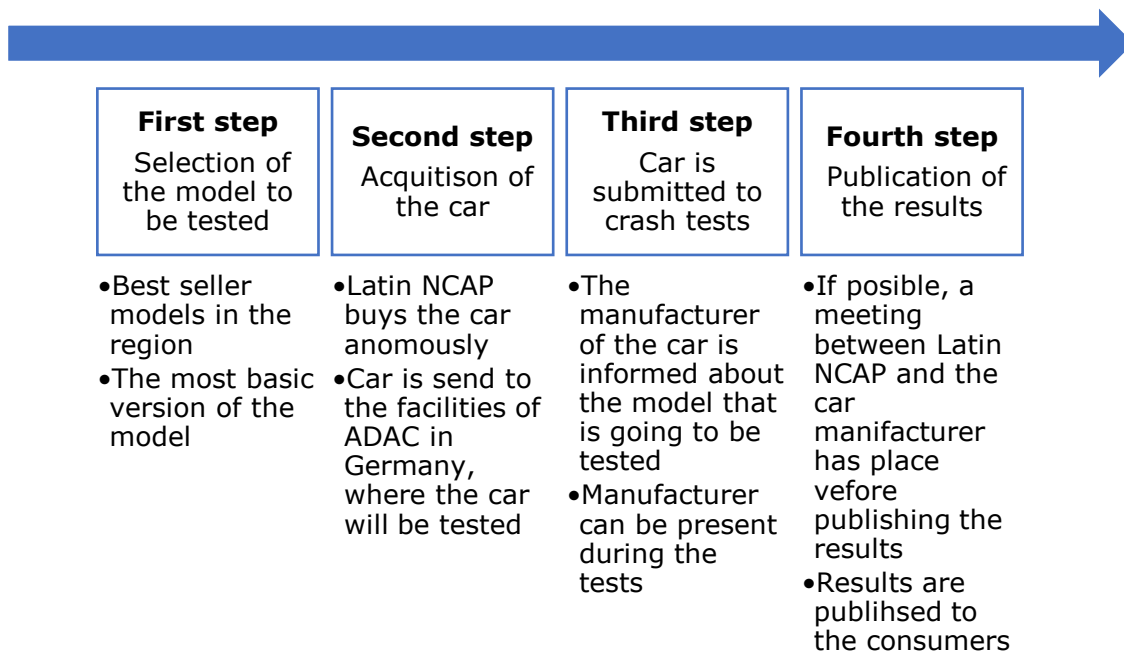 First step
Selection of
the model to
be tested
Second step
Acquitison of
the car
Third step
Car is
submitted to
crash tests
Fourth step
Publication of
the results
•Best seller
models in the
region
•The most basic
version of the
model
•Latin NCAP
buys the car
anomously
•Car is send to
the facilities of
ADAC in
Germany,
where the car
will be tested
•The
manufacturer
of the car is
informed about
the model that
is going to be
tested
•Manufacturer
can be present
during the
tests
•If posible, a
meeting
between Latin
NCAP and the
car
manifacturer
has place
vefore
publishing the
results
•Results are
publihsed to
the consumers